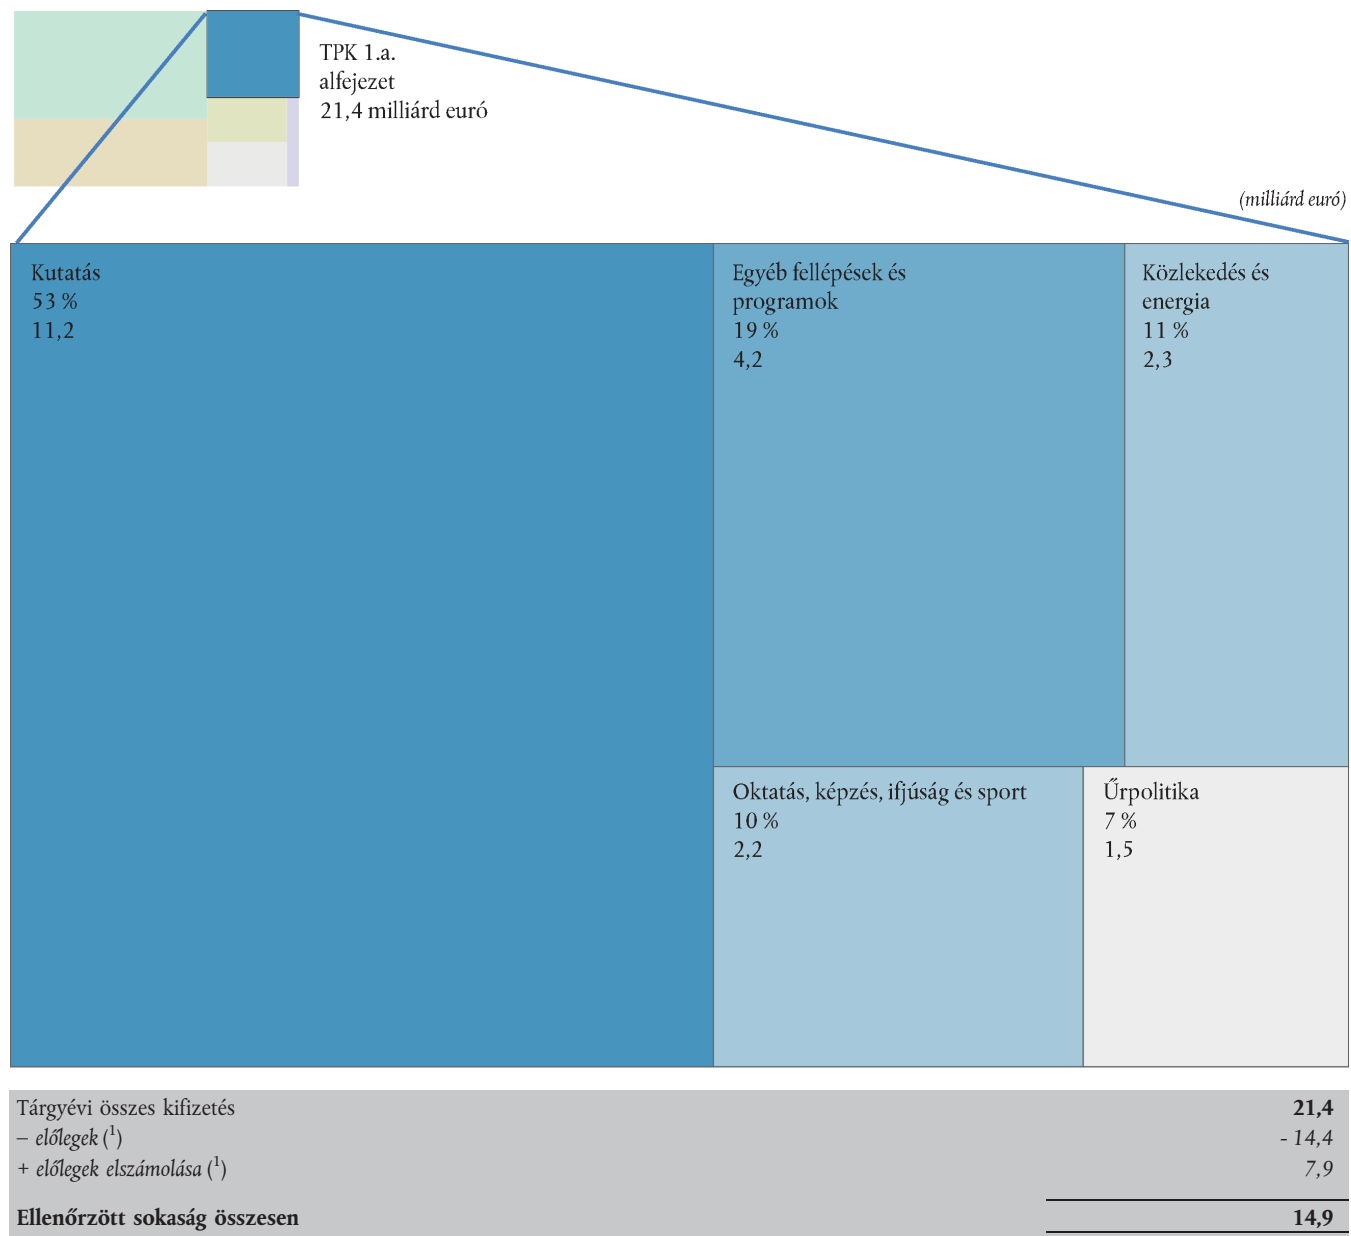 TPK 1.a.
alfejezet
21,4 milliárd euró
(milliárd euró)
Kutatás
53 %
11,2
Egyéb fellépések és
programok
19 %
4,2
Közlekedés és
energia
11 %
2,3
Oktatás, képzés, ifjúság és sport
10 %
2,2
Űrpolitika
7 %
1,5
Tárgyévi összes kifizetés 21,4
– előlegek (1) - 14,4
+ előlegek elszámolása (1) 7,9
Ellenőrzött sokaság összesen 14,9